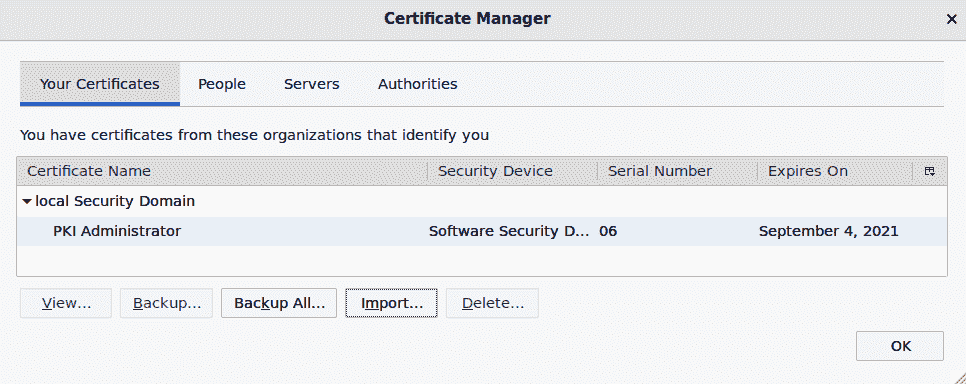 Certificate Manager
Your Certificates People Servers Authorities
You have certificates from these organizations that identify you
Certificate Name Security Device Serial Number Expires On
local Security Domain
PKI Administrator Software Security D... 06 September 4, 2021
View... Backup... Backup All... Import... Delete...
OK